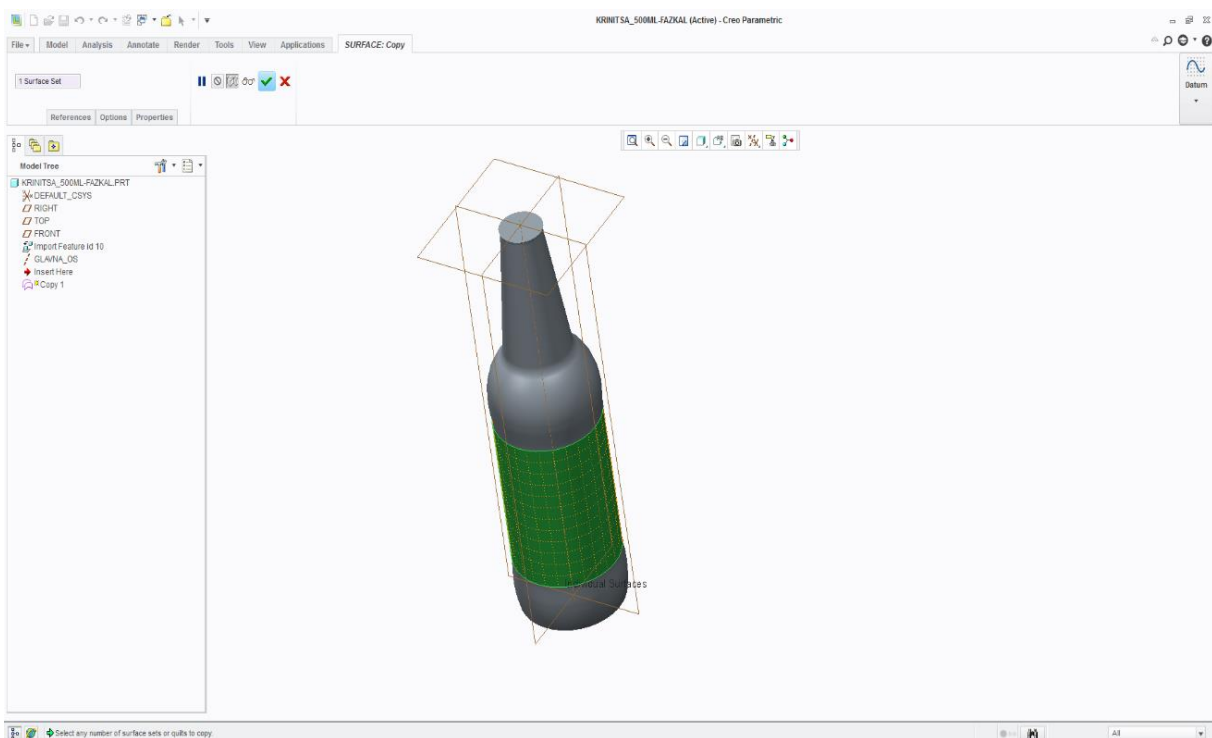 KRINITSA_500ML-FAZKAL (Active) - Creo Parametric
File Model Analysis Annotate Render Tools View Applications SURFACE: Copy
1 Surface Set
Datum
References Options Properties
Model Tree
KRINITSA_500ML-FAZKAL.PRT
DEFAULT_CSYS
RIGHT
TOP
FRONT
Import Feature id 10
GLAVNA_OS
Insert Here
Copy 1
Individual Surfaces
Select any number of surface sets or quilts to copy.
All